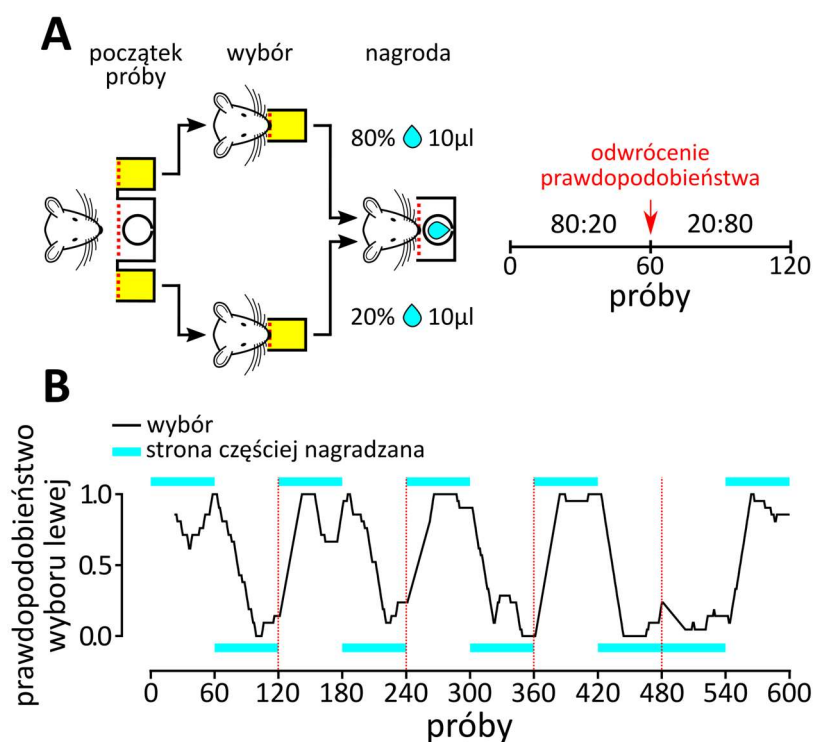 A
początek
próby
wybór
nagroda
80% 10µl
20% 10µl
odwrócenie
prawdopodobieństwa
80:20 20:80
0 60 120
próby
B
wybór
strona częściej nagradzana
prawdopodobieństwo
wyboru lewej
1.0
0.5
0.0
0 60 120 180 240 300 360 420 480 540 600
próby